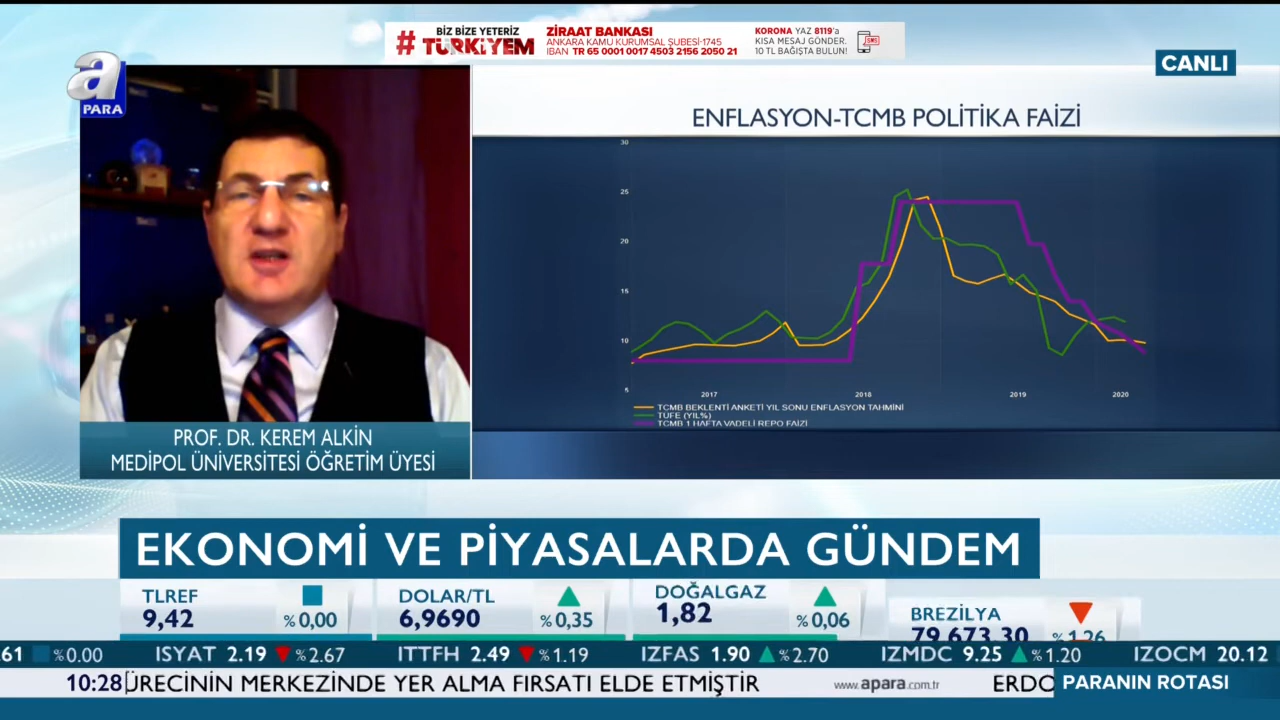 BİZ BİZE YETERİZ
# TÜRKİYEM
ZİRAAT BANKASI
ANKARA KAMU KURUMSAL ŞUBESİ-1745
IBAN TR 65 0001 0017 4503 2156 2050 21
KORONA YAZ 8119'a
KISA MESAJ GÖNDER.
10 TL BAĞIŞTA BULUN!
SMS
CANLI
a
PARA
ENFLASYON-TCMB POLİTİKA FAİZİ
30
25
20
15
10
5
2017 2018 2019 2020
TCMB BEKLENTİ ANKETİ YIL SONU ENFLASYON TAHMİNİ
TÜFE (YIL%)
TCMB 1 HAFTA VADELİ REPO FAİZİ
PROF. DR. KEREM ALKİN
MEDİPOL ÜNİVERSİTESİ ÖĞRETİM ÜYESİ
EKONOMİ VE PİYASALARDA GÜNDEM
TLREF
9,42 % 0,00
DOLAR/TL
6,9690 % 0,35
DOĞALGAZ
1,82 % 0,06
BREZİLYA
79.673,30 % 1,26
61 %0.00 ISYAT 2.19 %2.67 ITTFH 2.49 %1.19 IZFAS 1.90 %2.70 IZMDC 9.25 %1.20 IZOCM 20.12
10:28 ÜRECİNİN MERKEZİNDE YER ALMA FIRSATI ELDE ETMİŞTİR www.apara.com.tr ERDO PARANIN ROTASI